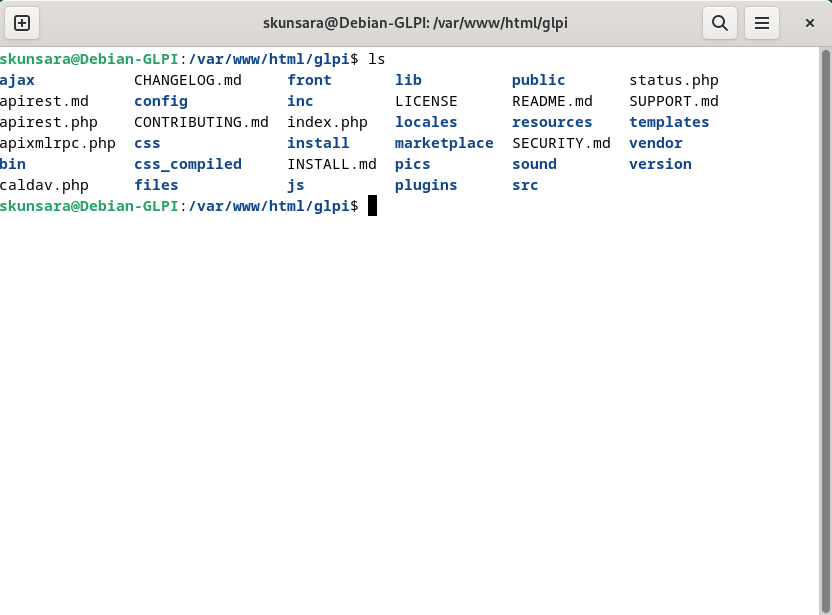 skunsara@Debian-GLPI: /var/www/html/glpi
skunsara@Debian-GLPI:/var/www/html/glpi$ ls
ajax CHANGELOG.md front lib public status.php
apirest.md config inc LICENSE README.md SUPPORT.md
apirest.php CONTRIBUTING.md index.php locales resources templates
apixmlrpc.php css install marketplace SECURITY.md vendor
bin css_compiled INSTALL.md pics sound version
caldav.php files js plugins src
skunsara@Debian-GLPI:/var/www/html/glpi$